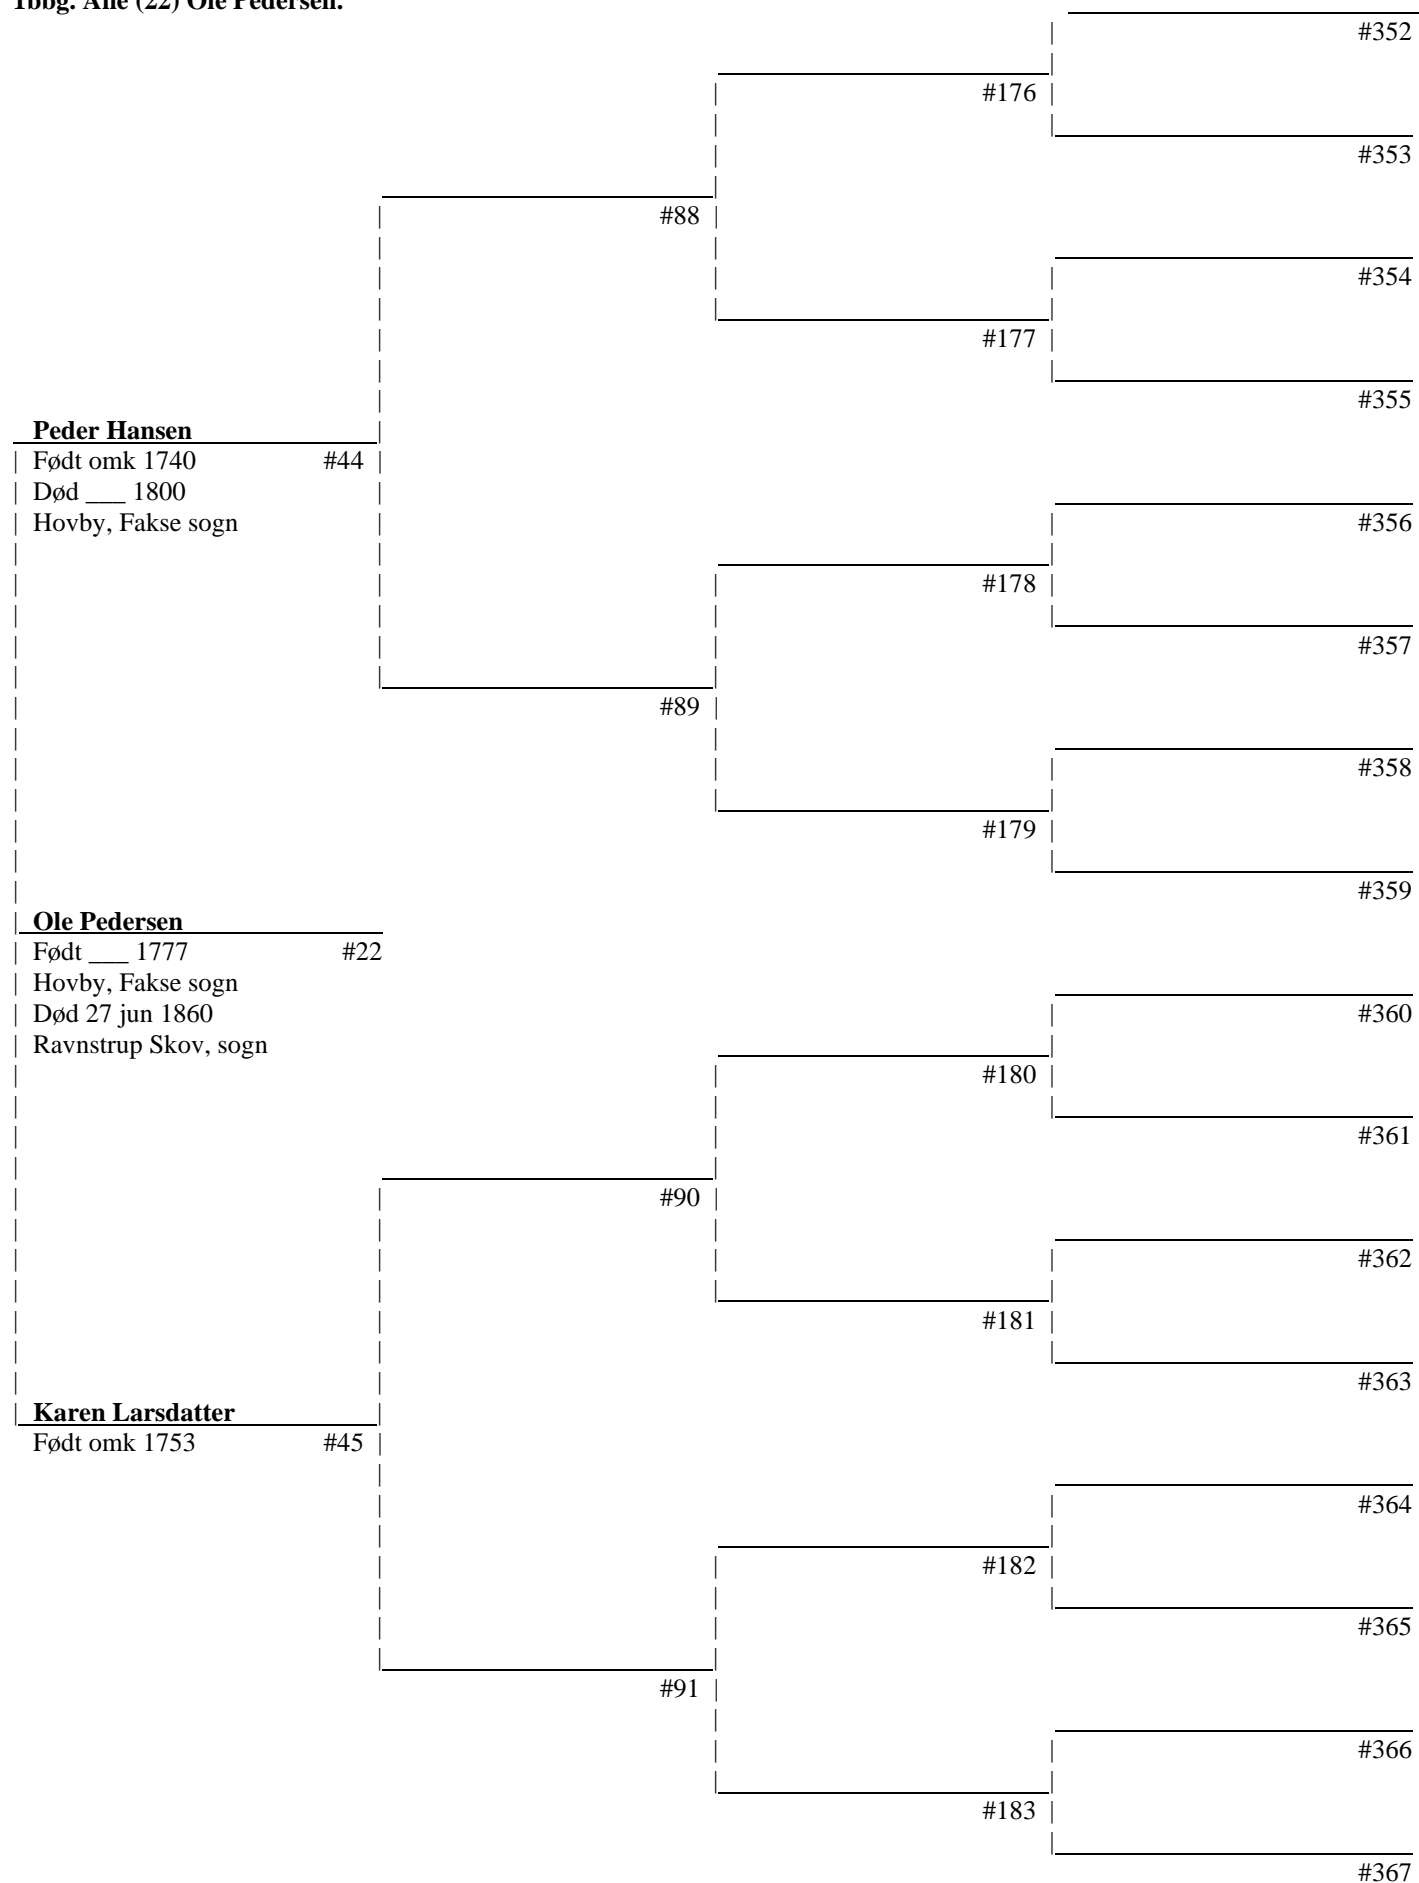 Tbbg. Ane (22) Ole Pedersen.
#352
#176
#353
#88
#354
#177
#355
Peder Hansen
Født omk 1740 #44
Død ___ 1800
Hovby, Fakse sogn
#356
#178
#357
#89
#358
#179
#359
Ole Pedersen
Født ___ 1777 #22
Hovby, Fakse sogn
Død 27 jun 1860
Ravnstrup Skov, sogn
#360
#180
#361
#90
#362
#181
#363
Karen Larsdatter
Født omk 1753 #45
#364
#182
#365
#91
#366
#183
#367